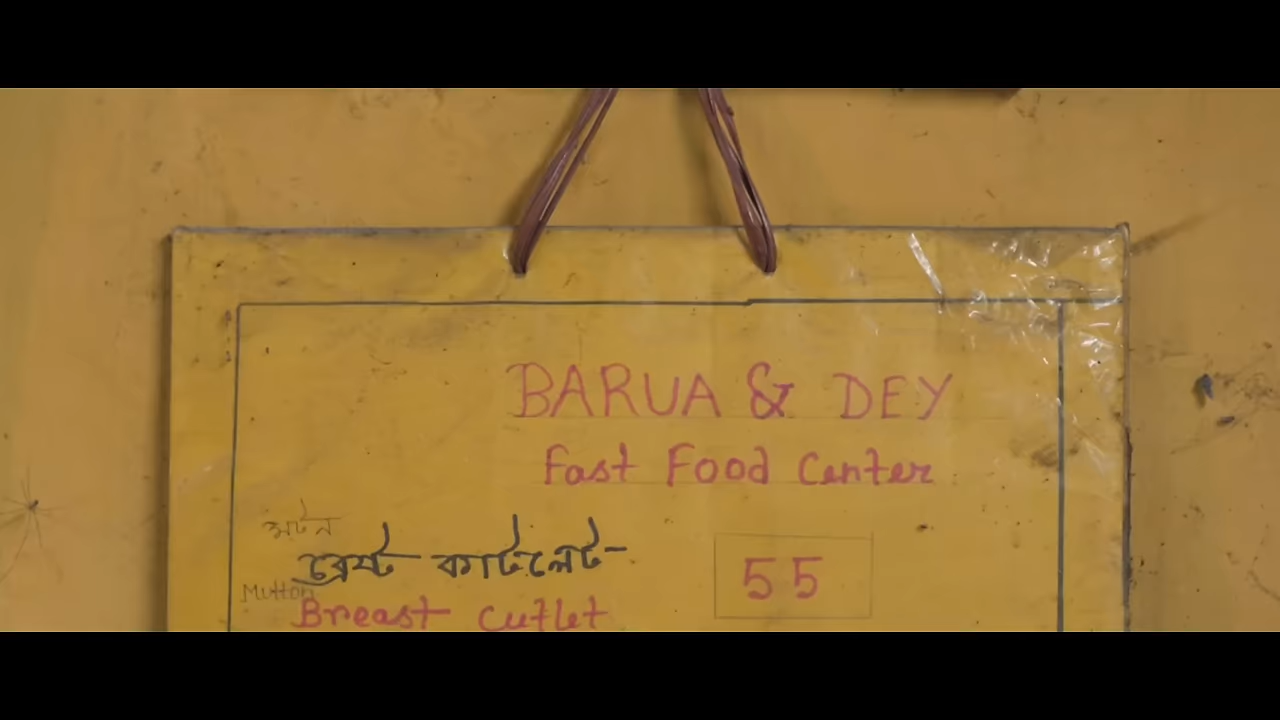 BARUA & DEY
Fast Food Center
মটন
ব্রেষ্ট কাটলেট- 55
Mutton
Breast Cutlet